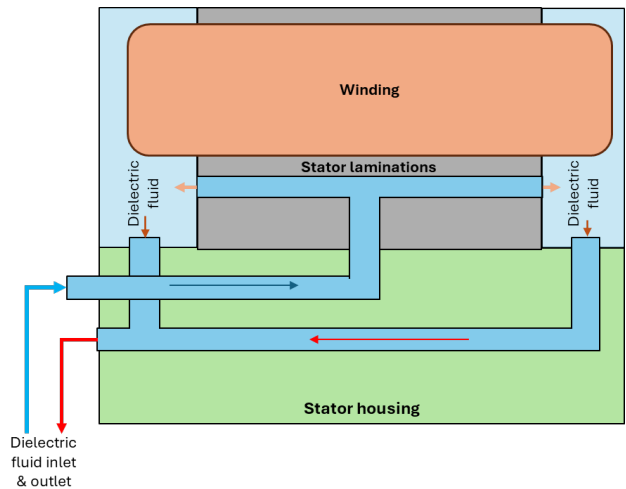 Winding
Stator laminations
Dielectric
fluid
Dielectric
fluid
Stator housing
Dielectric
fluid inlet
& outlet